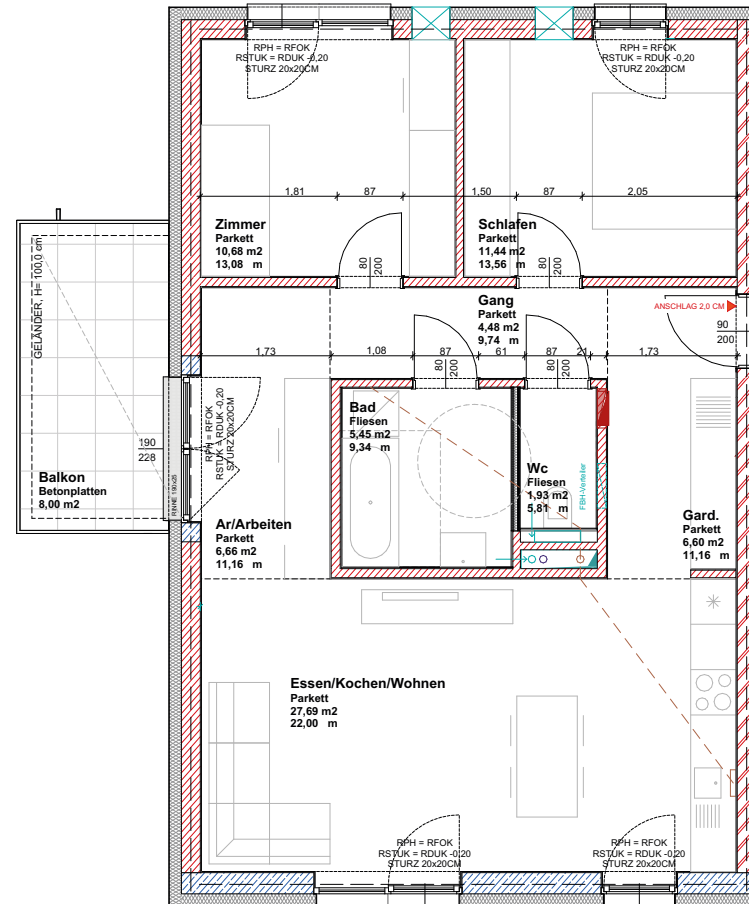 RPH = RFOK
RSTUK = RDUK -0,20
STURZ 20x20CM
RPH = RFOK
RSTUK = RDUK -0,20
STURZ 20x20CM
1,81
87
1,50
87
2,05
Zimmer
Parkett
10,68 m2
13,08 m
80
200
Schlafen
Parkett
11,44 m2
13,56 m
80
200
GELÄNDER, H= 100,0 cm
Gang
Parkett
4,48 m2
9,74 m
ANSCHLAG 2,0 CM
90
200
1,73
1,08
87
61
87
21
1,73
80
200
80
200
RPH = RFOK
RSTUK = RDUK -0,20
STURZ 20x20CM
190
228
RINNE 190x25
Balkon
Betonplatten
8,00 m2
Bad
Fliesen
5,45 m2
9,34 m
Wc
Fliesen
1,93 m2
5,81 m
FBH-Verteiler
Ar/Arbeiten
Parkett
6,66 m2
11,16 m
Gard.
Parkett
6,60 m2
11,16 m
Essen/Kochen/Wohnen
Parkett
27,69 m2
22,00 m
RPH = RFOK
RSTUK = RDUK -0,20
STURZ 20x20CM
RPH = RFOK
RSTUK = RDUK -0,20
STURZ 20x20CM